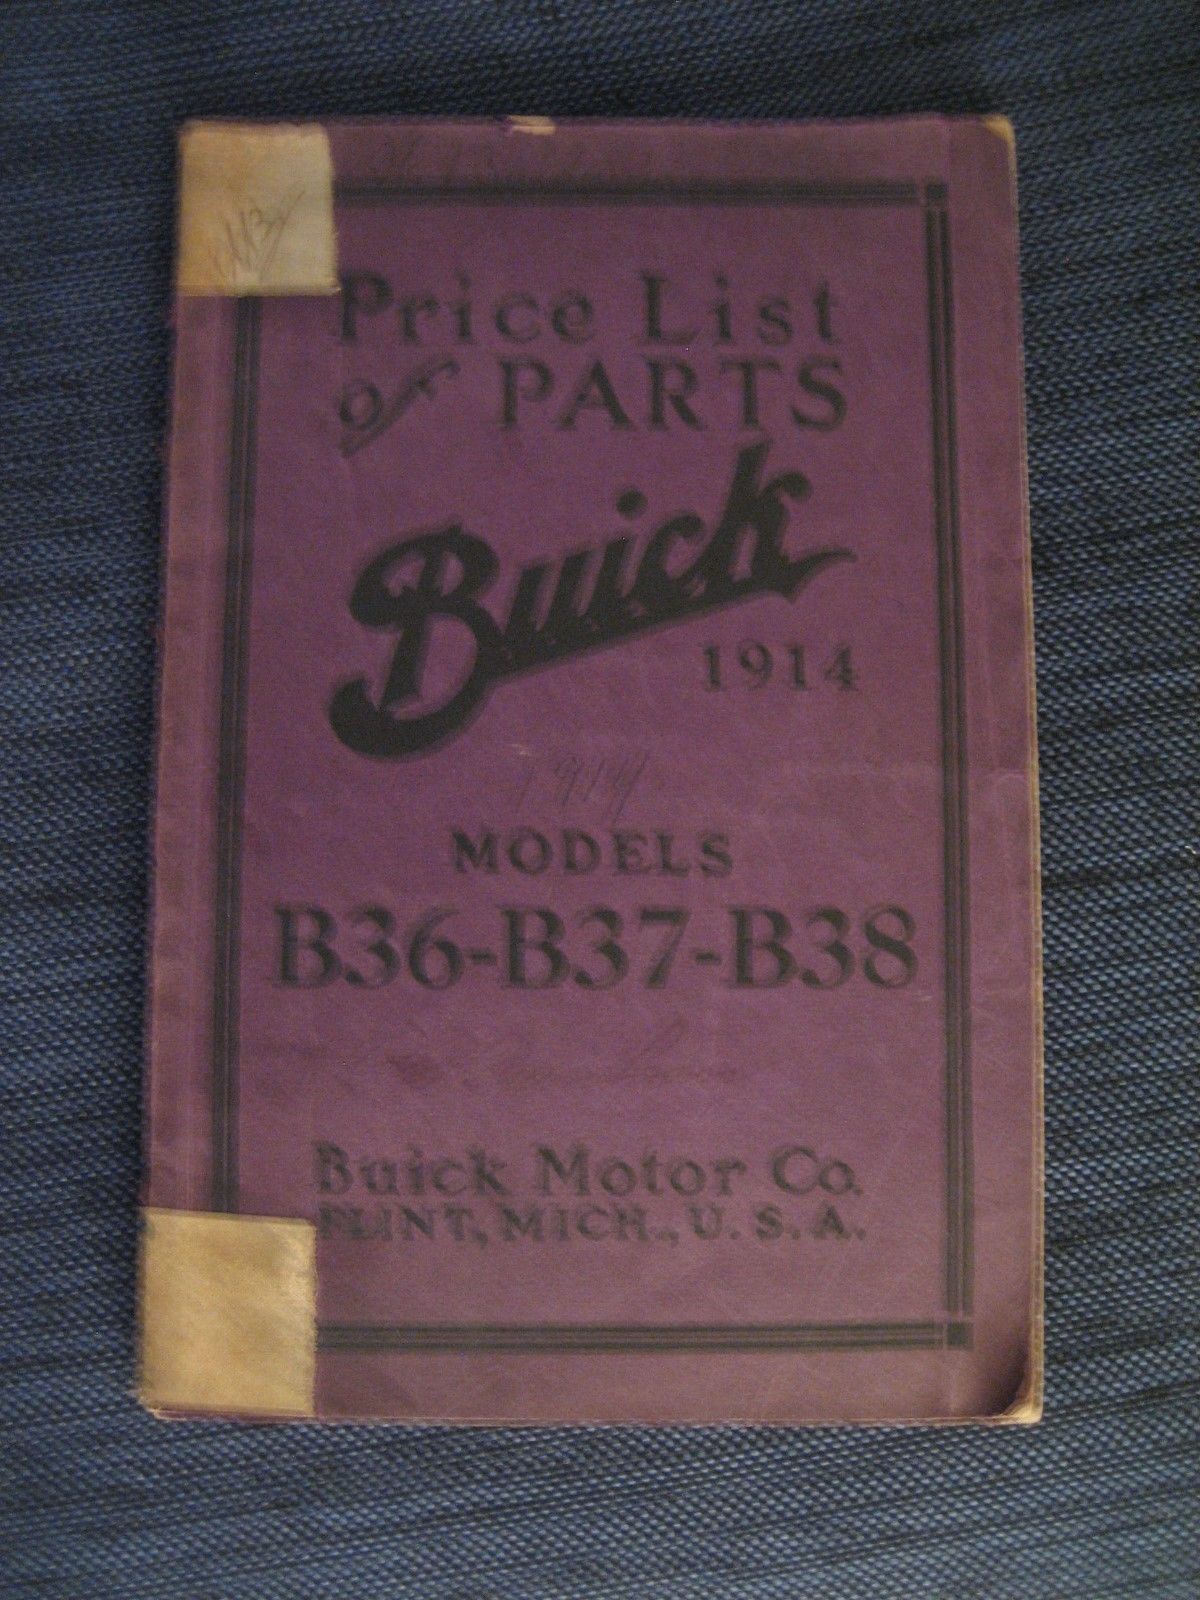 Price List
of PARTS
Buick
1914
MODELS
B36-B37-B38
Buick Motor Co.
FLINT, MICH., U.S.A.